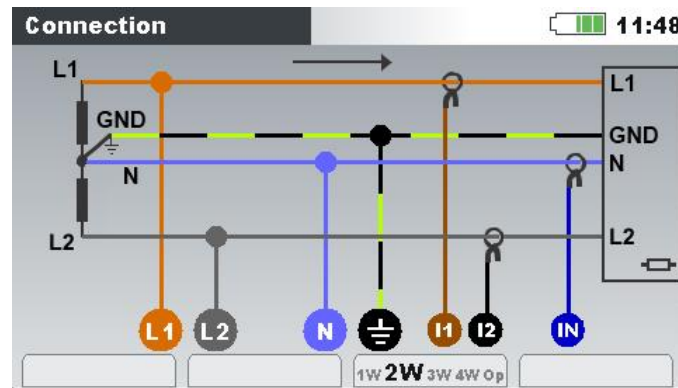 Connection 11:48
L1 L1
GND GND
N N
L2 L2
L1 L2 N I1 I2 IN
1W 2W 3W 4W Op